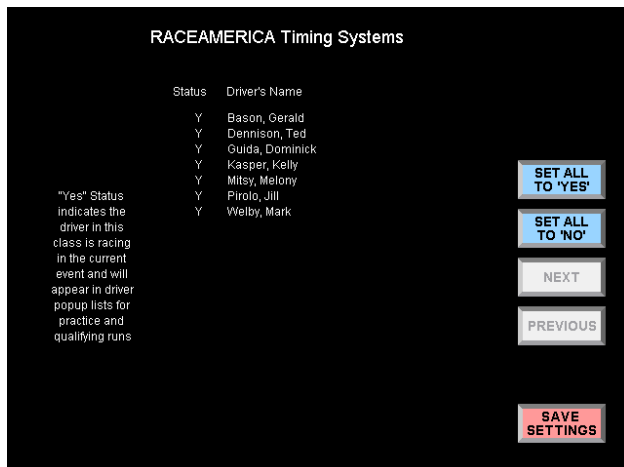 RACEAMERICA Timing Systems
Status Driver's Name
Y Bason, Gerald
Y Dennison, Ted
Y Guida, Dominick
Y Kasper, Kelly
Y Mitsy, Melony
Y Pirolo, Jill
Y Welby, Mark
"Yes" Status
indicates the
driver in this
class is racing
in the current
event and will
appear in driver
popup lists for
practice and
qualifying runs
SET ALL
TO 'YES'
SET ALL
TO 'NO'
NEXT
PREVIOUS
SAVE
SETTINGS